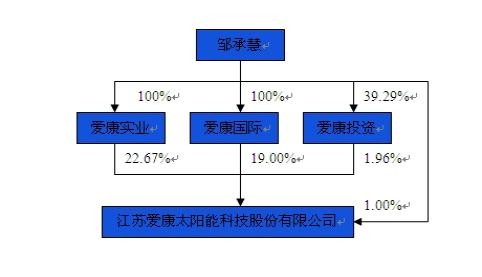 邹承慧
100%
100%
39.29%
爱康实业
爱康国际
爱康投资
22.67%
19.00%
1.96%
1.00%
江苏爱康太阳能科技股份有限公司